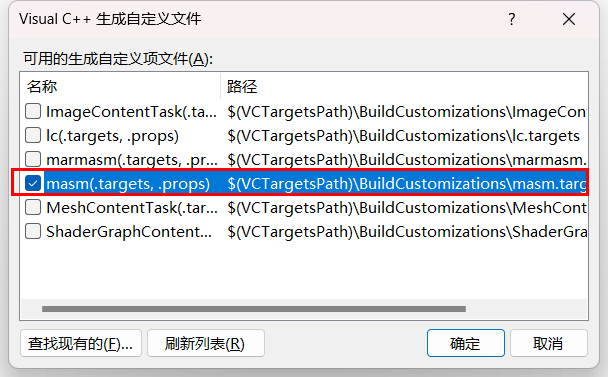 Visual C++ 生成自定义文件
可用的生成自定义项文件(A):
名称 路径
ImageContentTask(.ta... $(VCTargetsPath)\BuildCustomizations\ImageCon
lc(.targets, .props) $(VCTargetsPath)\BuildCustomizations\lc.targets
marmasm(.targets, .pr... $(VCTargetsPath)\BuildCustomizations\marmasm.
masm(.targets, .props) $(VCTargetsPath)\BuildCustomizations\masm.targ
MeshContentTask(.tar... $(VCTargetsPath)\BuildCustomizations\MeshCont
ShaderGraphContent... $(VCTargetsPath)\BuildCustomizations\ShaderGra
查找现有的(F)... 刷新列表(R) 确定 取消